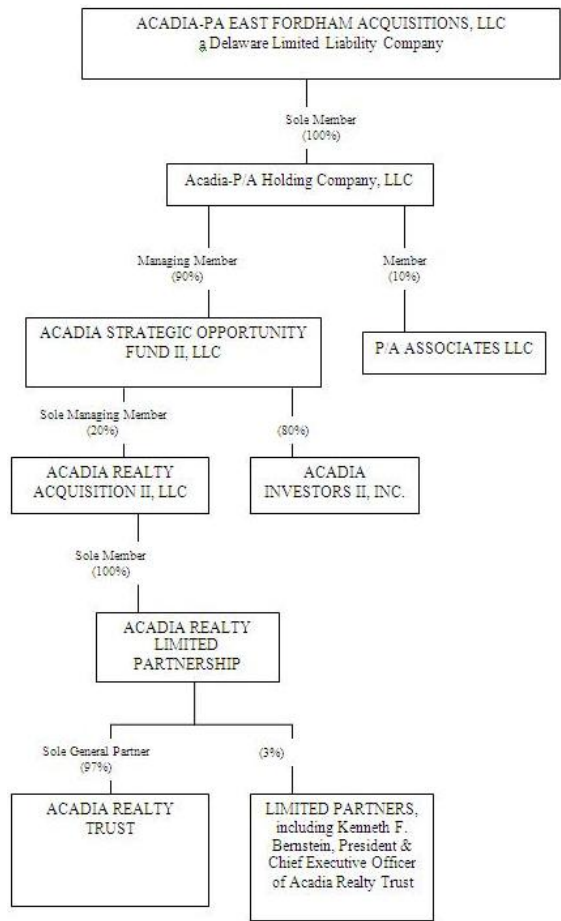 ACADIA-PA EAST FORDHAM ACQUISITIONS, LLC
a Delaware Limited Liability Company
Sole Member
(100%)
Acadia-P/A Holding Company, LLC
Managing Member
(90%)
Member
(10%)
ACADIA STRATEGIC OPPORTUNITY
FUND II, LLC
P/A ASSOCIATES LLC
Sole Managing Member
(20%)
(80%)
ACADIA REALTY
ACQUISITION II, LLC
ACADIA
INVESTORS II, INC.
Sole Member
(100%)
ACADIA REALTY
LIMITED
PARTNERSHIP
Sole General Partner
(97%)
(3%)
ACADIA REALTY
TRUST
LIMITED PARTNERS,
including Kenneth F.
Bernstein, President &
Chief Executive Officer
of Acadia Realty Trust